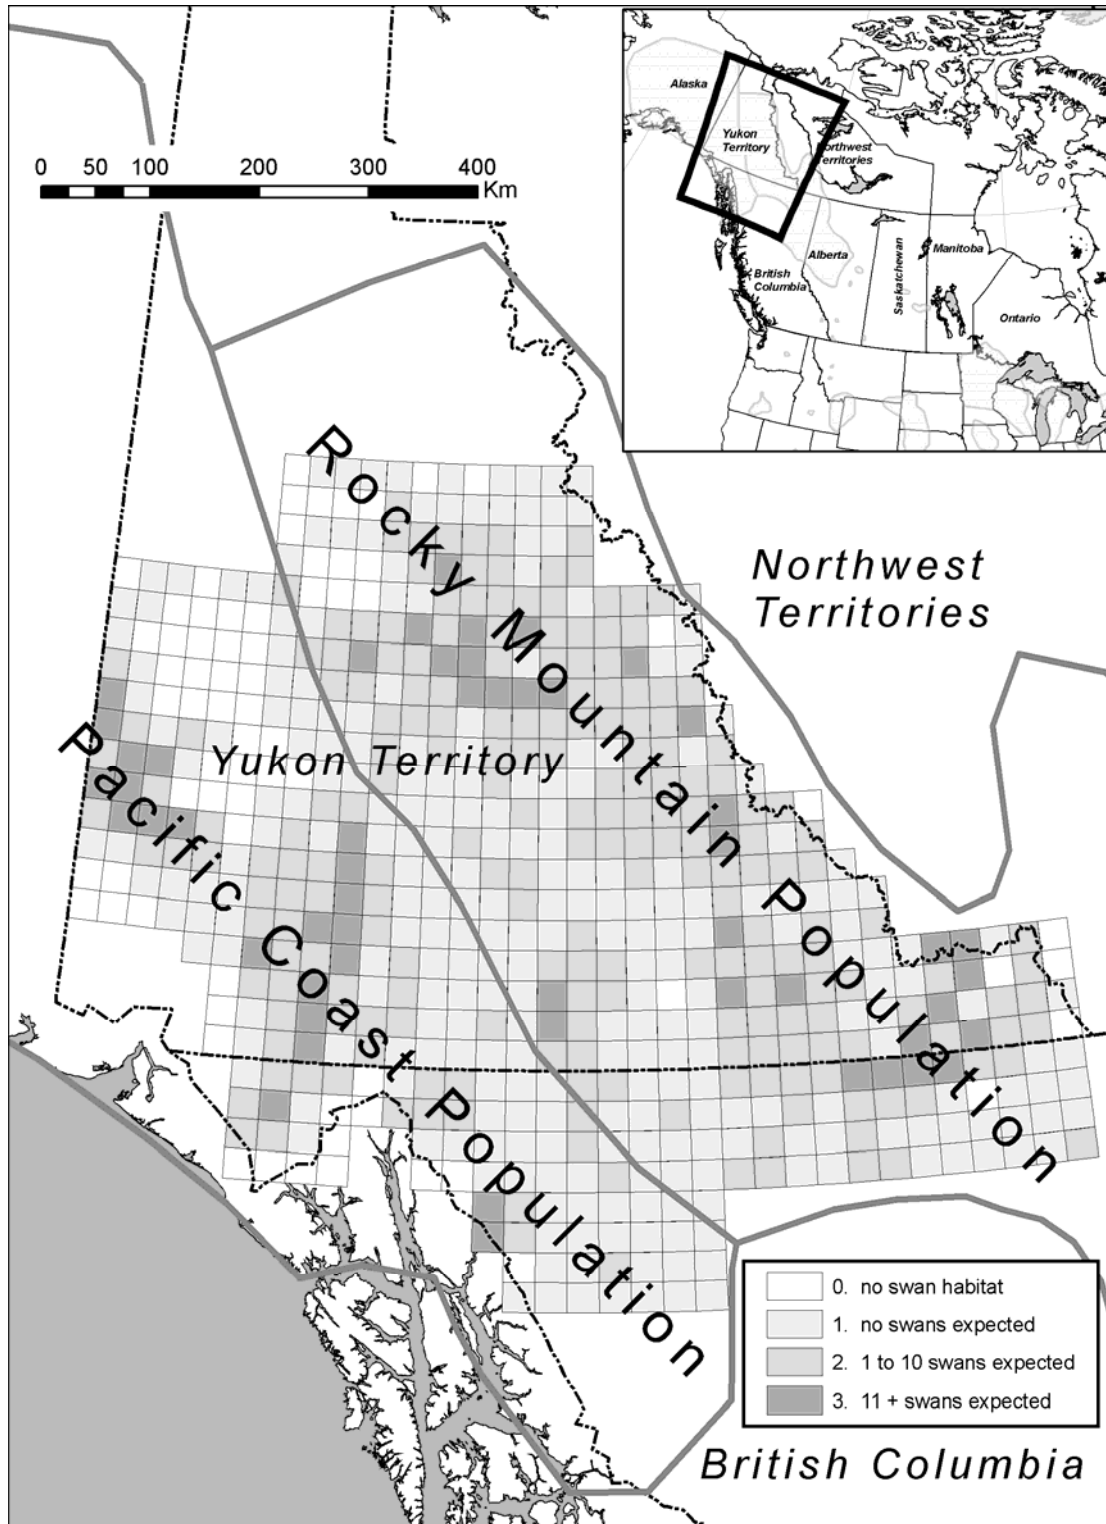 0 50 100 200 300 400
Km
Alaska
Yukon
Territory
Northwest
Territories
British
Columbia
Alberta
Saskatchewan
Manitoba
Ontario
Rocky Mountain Population
Northwest
Territories
Yukon Territory
Pacific Coast Population
0. no swan habitat
1. no swans expected
2. 1 to 10 swans expected
3. 11 + swans expected
British Columbia